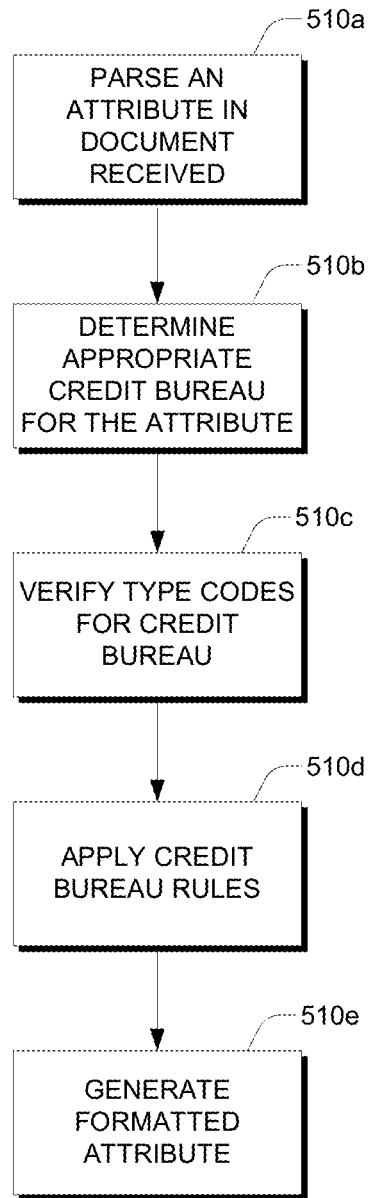 510a
PARSE AN
ATTRIBUTE IN
DOCUMENT
RECEIVED
510b
DETERMINE
APPROPRIATE
CREDIT BUREAU
FOR THE ATTRIBUTE
510c
VERIFY TYPE CODES
FOR CREDIT
BUREAU
510d
APPLY CREDIT
BUREAU RULES
510e
GENERATE
FORMATTED
ATTRIBUTE